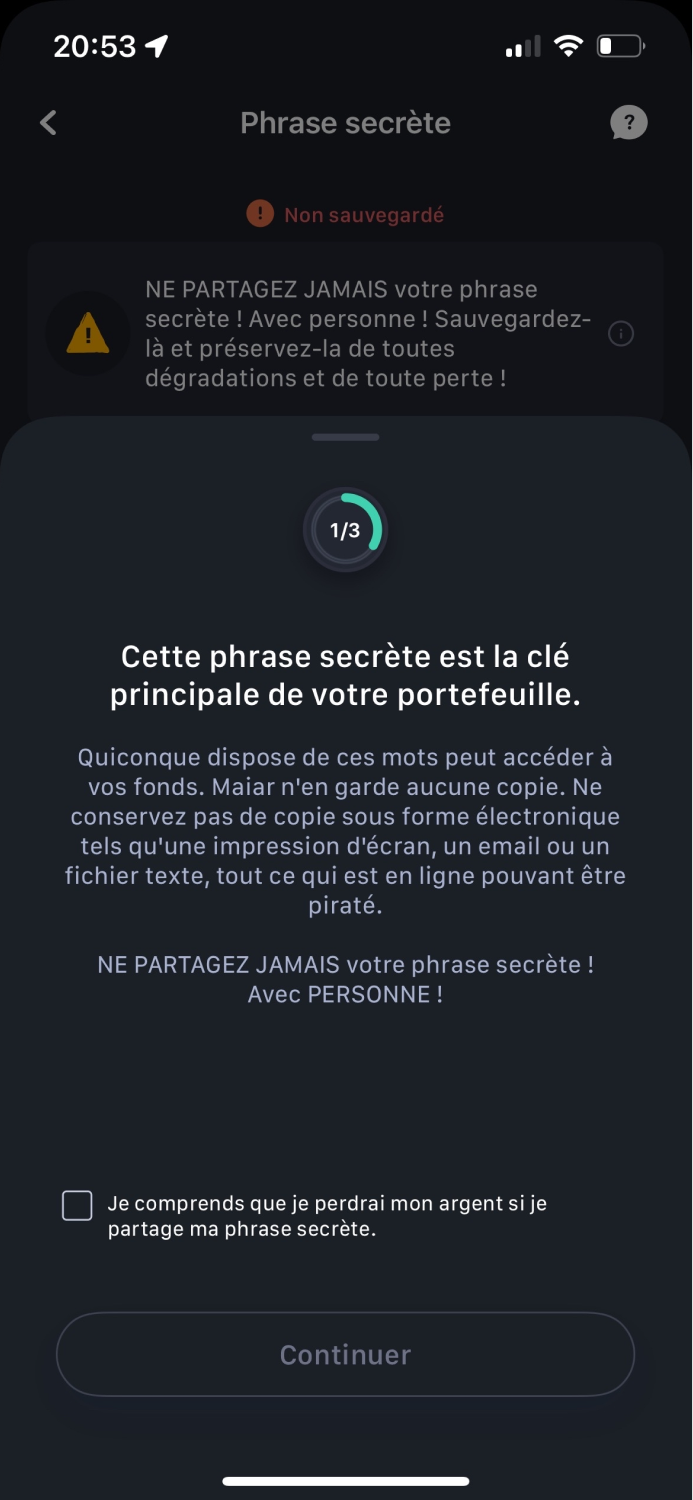 20:53
Phrase secrète
?
! Non sauvegardé
NE PARTAGEZ JAMAIS votre phrase
secrète ! Avec personne ! Sauvegardez-
là et préservez-la de toutes
dégradations et de toute perte !
1/3
Cette phrase secrète est la clé
principale de votre portefeuille.
Quiconque dispose de ces mots peut accéder à
vos fonds. Maiar n'en garde aucune copie. Ne
conservez pas de copie sous forme électronique
tels qu'une impression d'écran, un email ou un
fichier texte, tout ce qui est en ligne pouvant être
piraté.
NE PARTAGEZ JAMAIS votre phrase secrète !
Avec PERSONNE !
Je comprends que je perdrai mon argent si je
partage ma phrase secrète.
Continuer